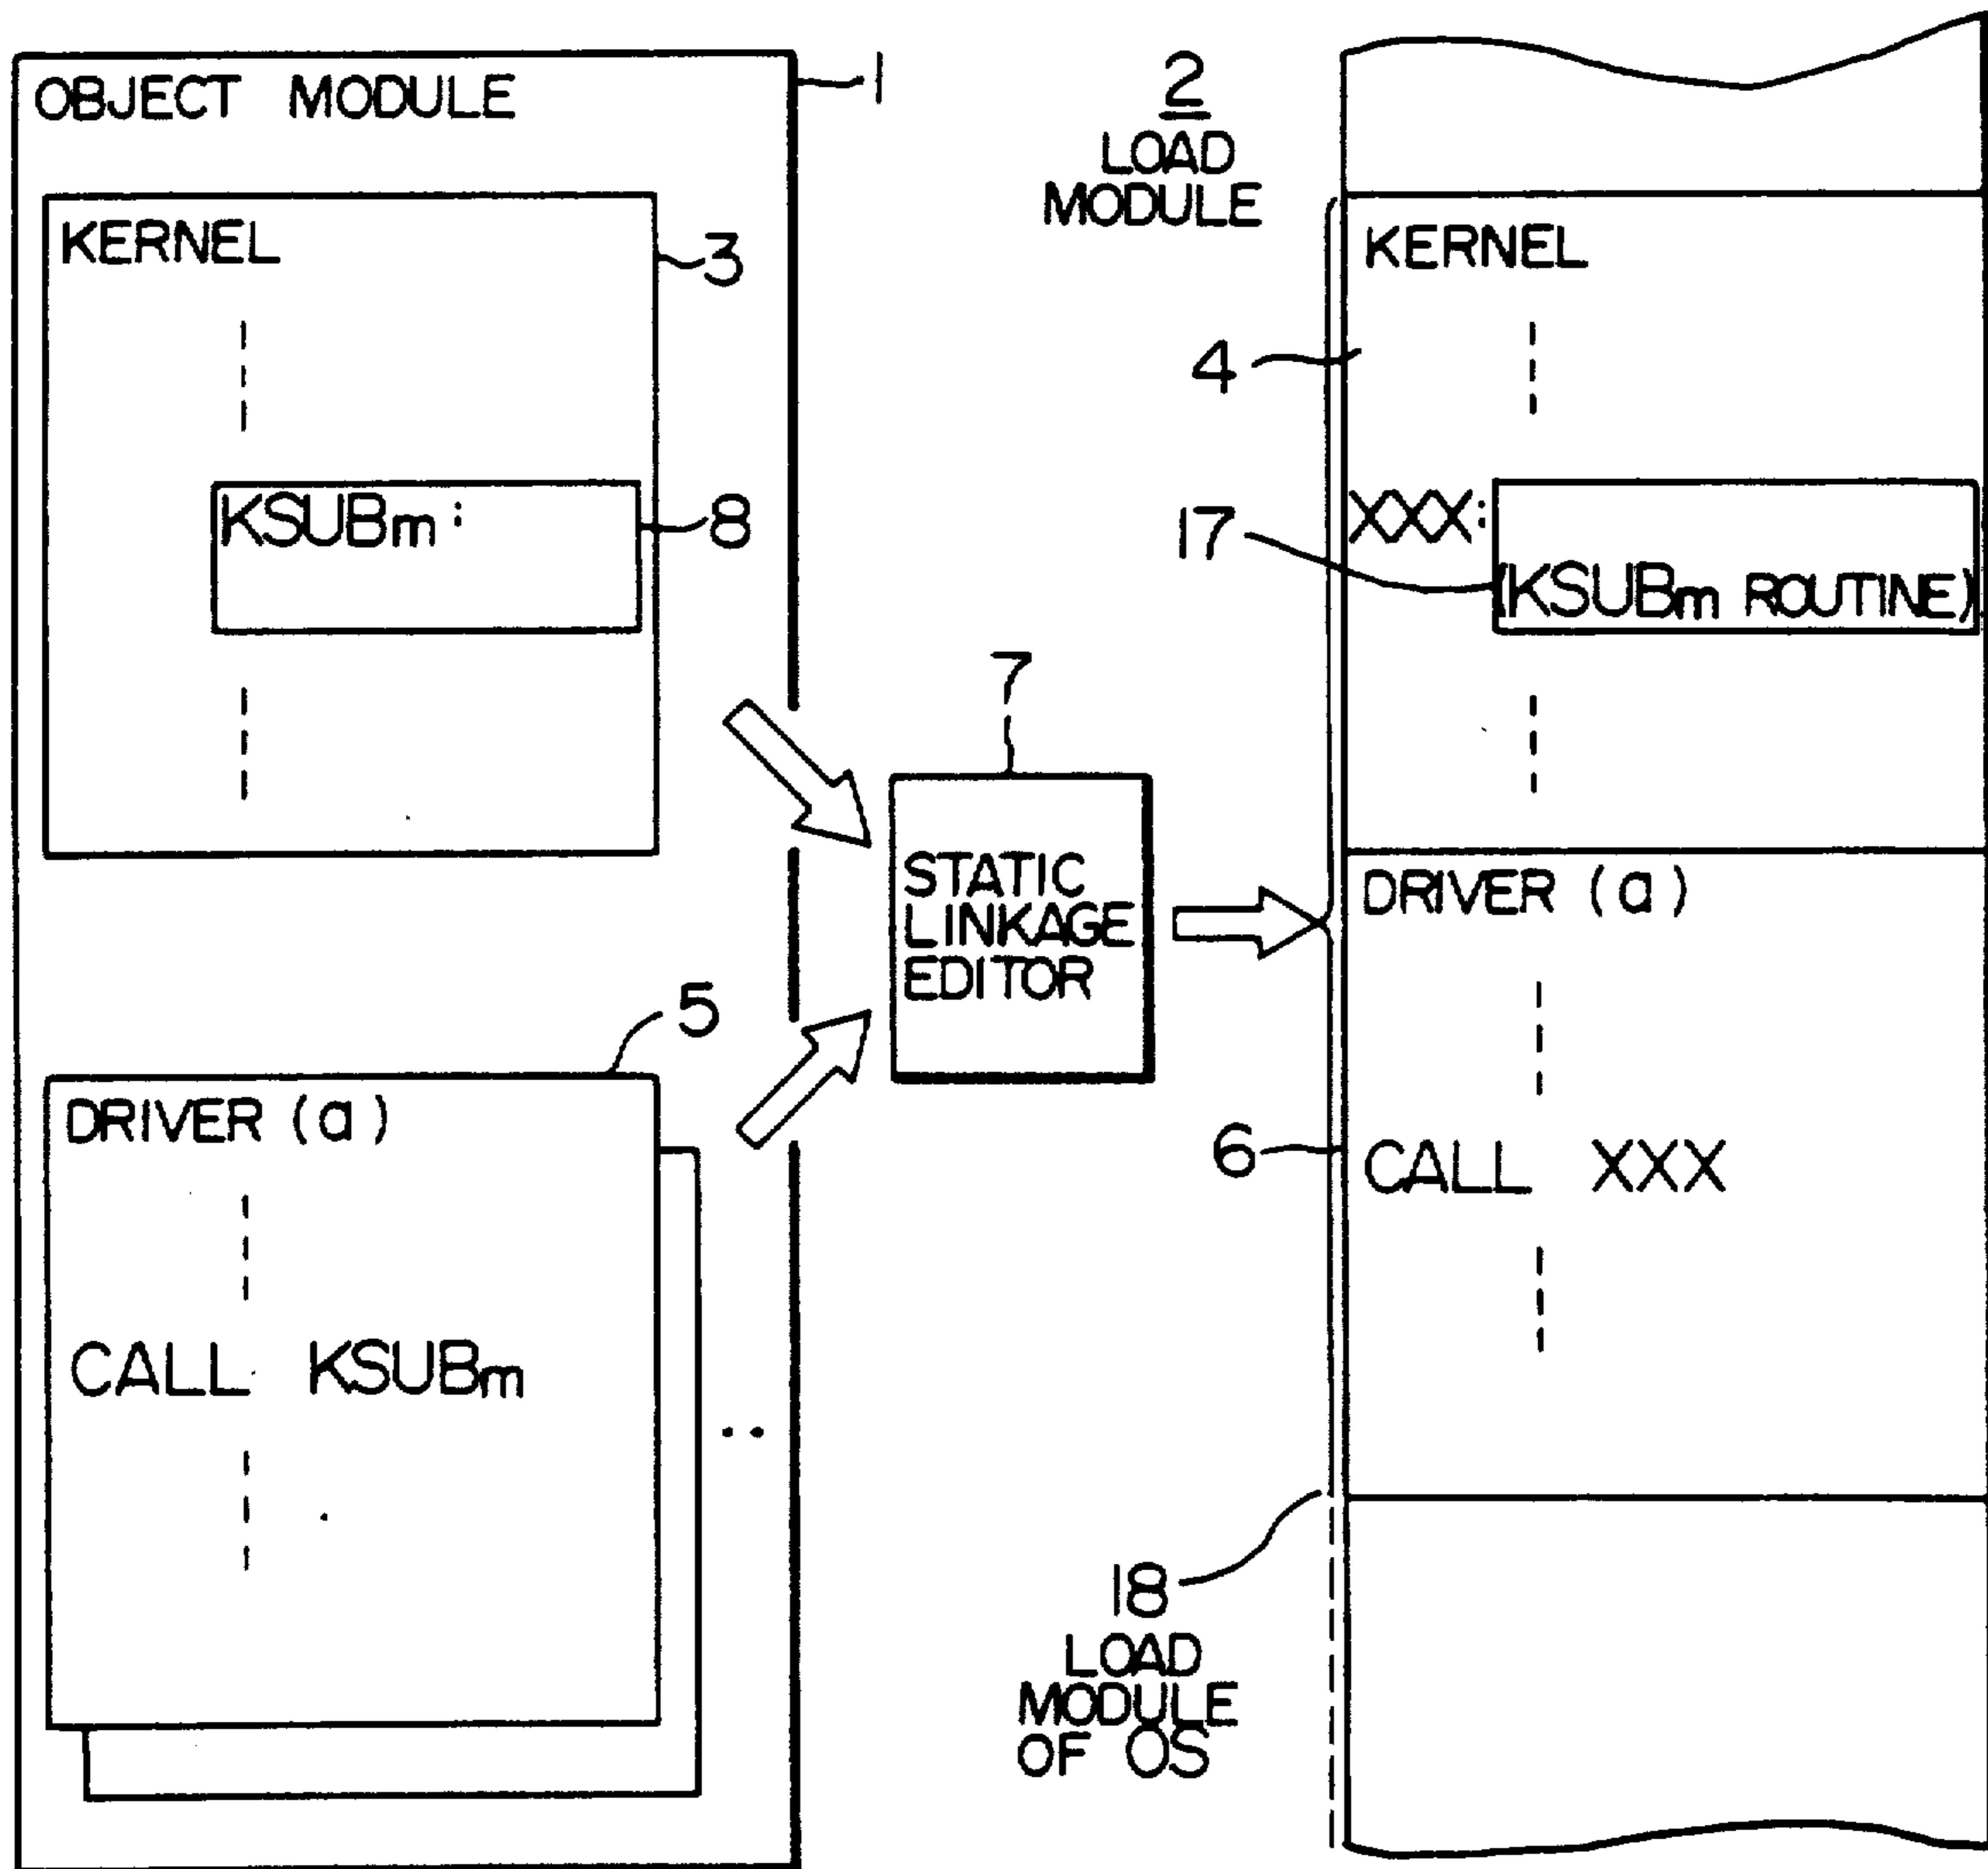 OBJECT MODULE
1
KERNEL
3
KSUBm:
8
5
DRIVER (a)
CALL KSUBm
..
7
STATIC
LINKAGE
EDITOR
2
LOAD
MODULE
KERNEL
4
XXX:
17
(KSUBm ROUTINE)
DRIVER (a)
6
CALL XXX
18
LOAD
MODULE
OF OS